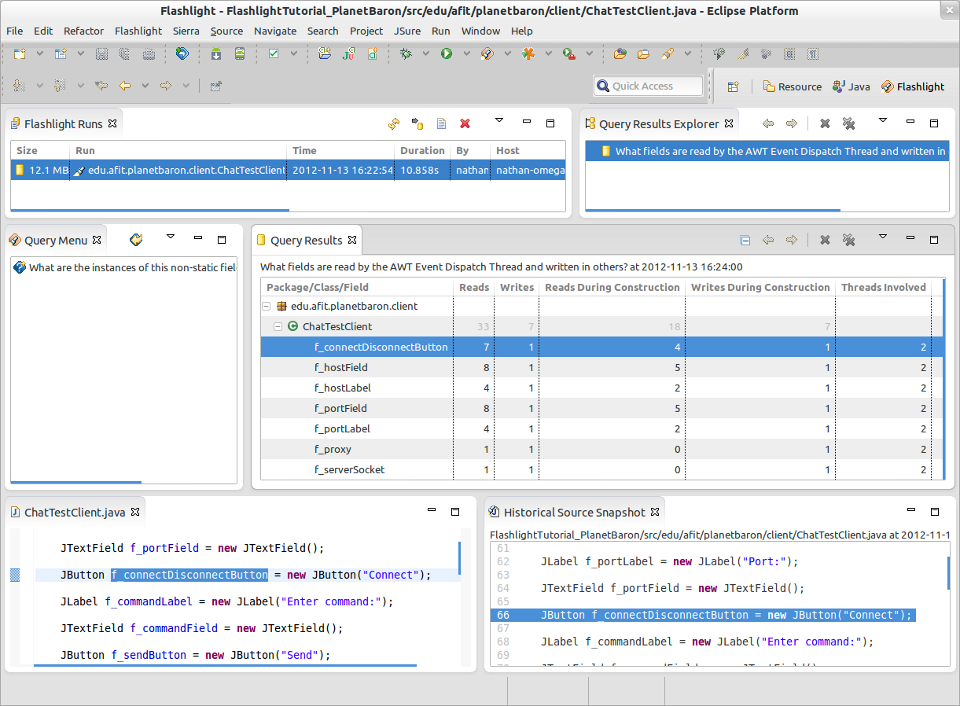 Flashlight - FlashlightTutorial_PlanetBaron/src/edu/afit/planetbaron/client/ChatTestClient.java - Eclipse Platform
File Edit Refactor Flashlight Sierra Source Navigate Search Project JSure Run Window Help
Quick Access Resource Java Flashlight
Flashlight Runs
Size Run Time Duration By Host
12.1 MB edu.afit.planetbaron.client.ChatTestClient 2012-11-13 16:22:54 10.858s nathan nathan-omega
Query Results Explorer
What fields are read by the AWT Event Dispatch Thread and written in
Query Menu
What are the instances of this non-static fiel
Query Results
What fields are read by the AWT Event Dispatch Thread and written in others? at 2012-11-13 16:24:00
Package/Class/Field Reads Writes Reads During Construction Writes During Construction Threads Involved
edu.afit.planetbaron.client
ChatTestClient 33 7 18 7
f_connectDisconnectButton 7 1 4 1 2
f_hostField 8 1 5 1 2
f_hostLabel 4 1 2 1 2
f_portField 8 1 5 1 2
f_portLabel 4 1 2 1 2
f_proxy 1 1 0 1 2
f_serverSocket 1 1 0 1 2
ChatTestClient.java
JTextField f_portField = new JTextField();
JButton f_connectDisconnectButton = new JButton("Connect");
JLabel f_commandLabel = new JLabel("Enter command:");
JTextField f_commandField = new JTextField();
JButton f_sendButton = new JButton("Send");
Historical Source Snapshot
FlashlightTutorial_PlanetBaron/src/edu/afit/planetbaron/client/ChatTestClient.java at 2012-11-1
61
62 JLabel f_portLabel = new JLabel("Port:");
63
64 JTextField f_portField = new JTextField();
65
66 JButton f_connectDisconnectButton = new JButton("Connect");
67
68 JLabel f_commandLabel = new JLabel("Enter command:");
69